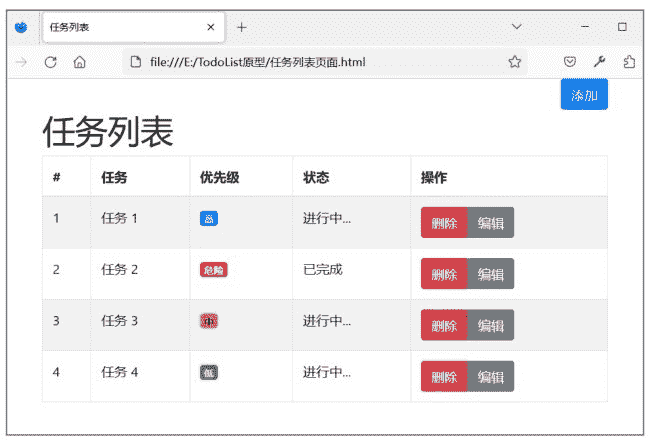 任务列表
file:///E:/TodoList原型/任务列表页面.html
添加
任务列表
# 任务 优先级 状态 操作
1 任务 1 高 进行中... 删除 编辑
2 任务 2 危险 已完成 删除 编辑
3 任务 3 中 进行中... 删除 编辑
4 任务 4 低 进行中... 删除 编辑